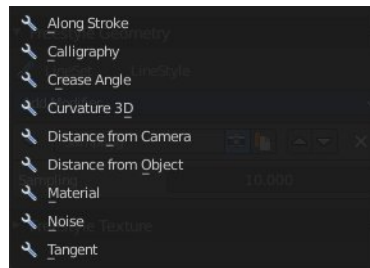 Along Stroke
Calligraphy
Crease Angle
Curvature 3D
Distance from Camera
Distance from Object
Material
Noise
Tangent